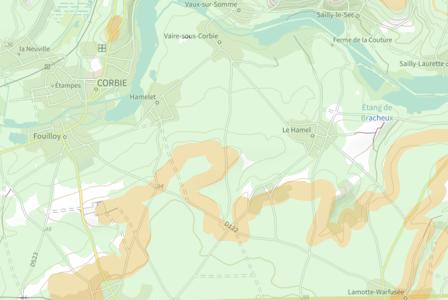 Vaux-sur-Somme
Sailly-le-Sec
Vaire-sous-Corbie
Ferme de la Couture
la Neuville
Sailly-Laurette
Étampes
CORBIE
Hamelet
Étang de
Bracheux
Le Hamel
Fouilloy
D122
D523
Lamotte-Warfusée